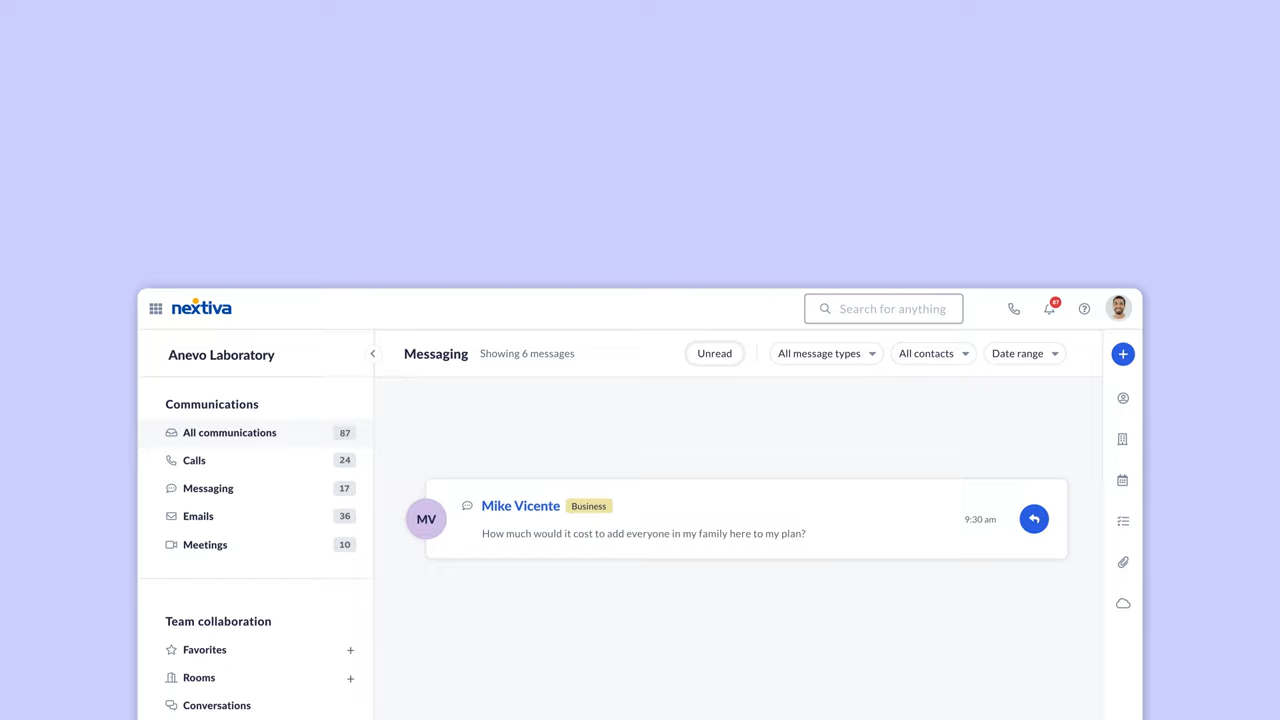 nextiva
Search for anything
87
Anevo Laboratory
Messaging
Showing 6 messages
Unread
All message types
All contacts
Date range
Communications
All communications 87
Calls 24
Messaging 17
Emails 36
Meetings 10
Team collaboration
Favorites
Rooms
Conversations
MV
Mike Vicente Business
How much would it cost to add everyone in my family here to my plan?
9:30 am